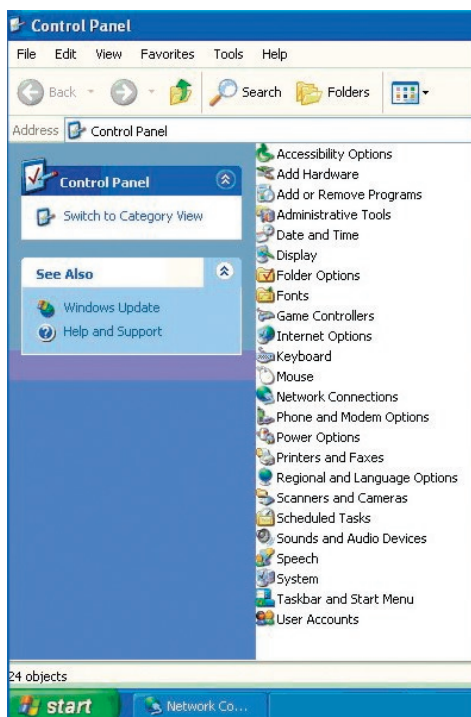 Control Panel
File Edit View Favorites Tools Help
Back Search Folders
Address Control Panel
Control Panel
Switch to Category View
See Also
Windows Update
Help and Support
Accessibility Options
Add Hardware
Add or Remove Programs
Administrative Tools
Date and Time
Display
Folder Options
Fonts
Game Controllers
Internet Options
Keyboard
Mouse
Network Connections
Phone and Modem Options
Power Options
Printers and Faxes
Regional and Language Options
Scanners and Cameras
Scheduled Tasks
Sounds and Audio Devices
Speech
System
Taskbar and Start Menu
User Accounts
24 objects
start Network Co...